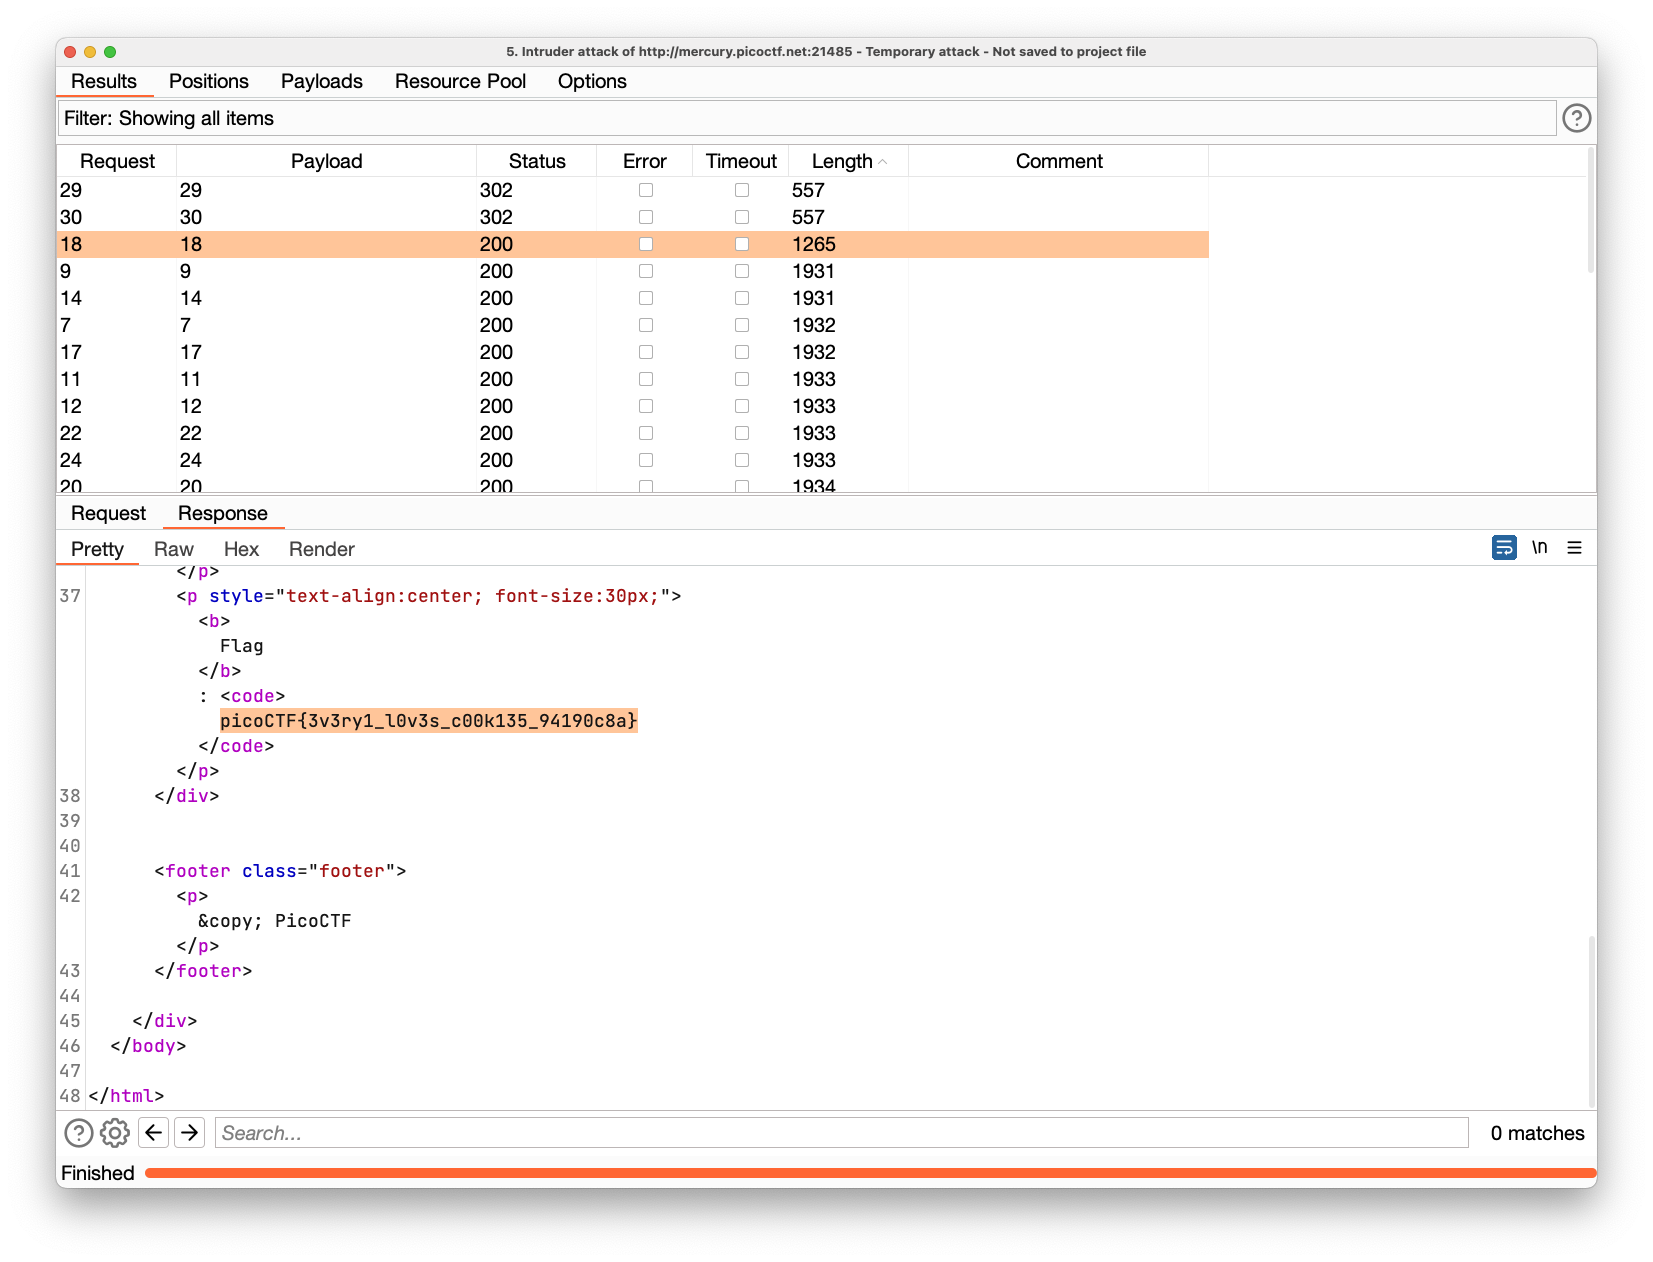 5. Intruder attack of http://mercury.picoctf.net:21485 - Temporary attack - Not saved to project file
Results Positions Payloads Resource Pool Options
Filter: Showing all items
Request Payload Status Error Timeout Length Comment
29 29 302 557
30 30 302 557
18 18 200 1265
9 9 200 1931
14 14 200 1931
7 7 200 1932
17 17 200 1932
11 11 200 1933
12 12 200 1933
22 22 200 1933
24 24 200 1933
20 20 200 1934
Request Response
Pretty Raw Hex Render \n
</p>
37 <p style="text-align:center; font-size:30px;">
<b>
Flag
</b>
: <code>
picoCTF{3v3ry1_l0v3s_c00k135_94190c8a}
</code>
</p>
38 </div>
39
40
41 <footer class="footer">
42 <p>
&copy; PicoCTF
</p>
43 </footer>
44
45 </div>
46 </body>
47
48 </html>
Search... 0 matches
Finished